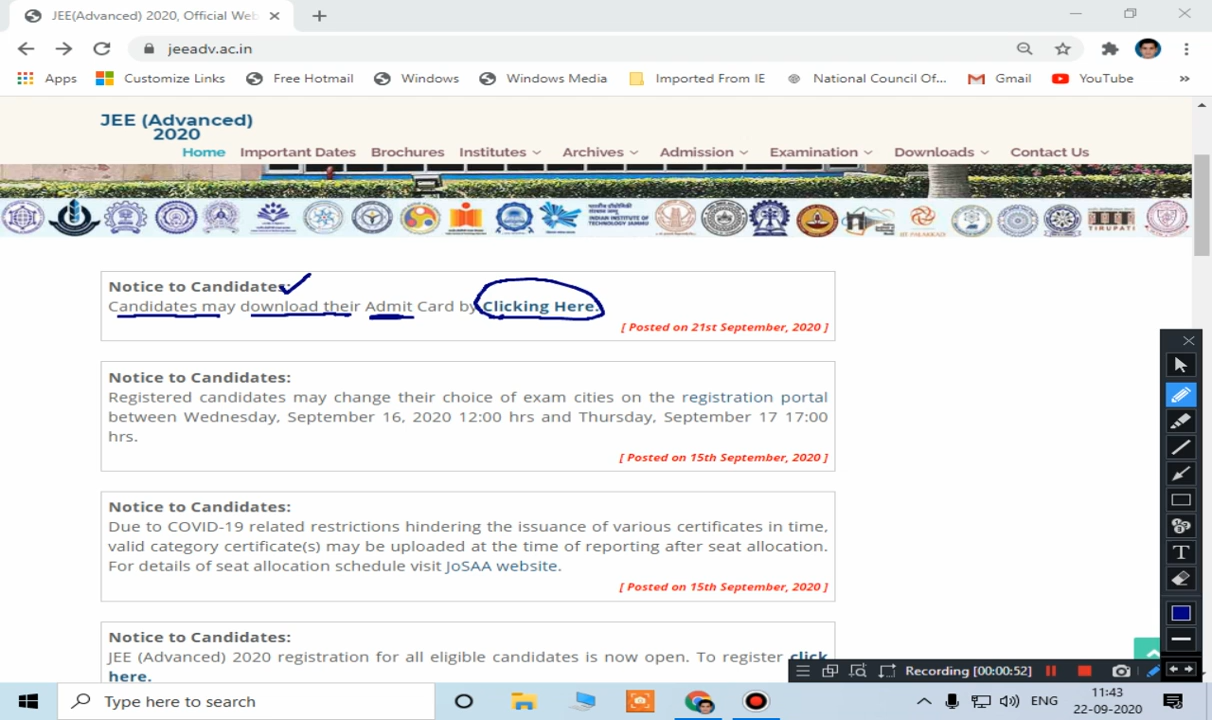 JEE(Advanced) 2020, Official Web
jeeadv.ac.in
Apps Customize Links Free Hotmail Windows Windows Media Imported From IE National Council Of... Gmail YouTube »
JEE (Advanced)
2020
Home Important Dates Brochures Institutes Archives Admission Examination Downloads Contact Us
INDIAN INSTITUTE OF
TECHNOLOGY JAMMU
IIT PALAKKAD
TIRUPATI
Notice to Candidates:
Candidates may download their Admit Card by Clicking Here.
[ Posted on 21st September, 2020 ]
Notice to Candidates:
Registered candidates may change their choice of exam cities on the registration portal
between Wednesday, September 16, 2020 12:00 hrs and Thursday, September 17 17:00
hrs.
[ Posted on 15th September, 2020 ]
Notice to Candidates:
Due to COVID-19 related restrictions hindering the issuance of various certificates in time,
valid category certificate(s) may be uploaded at the time of reporting after seat allocation.
For details of seat allocation schedule visit JoSAA website.
[ Posted on 15th September, 2020 ]
Notice to Candidates:
JEE (Advanced) 2020 registration for all eligible candidates is now open. To register click
here.
T
Recording [00:00:52]
Type here to search
ENG
11:43
22-09-2020